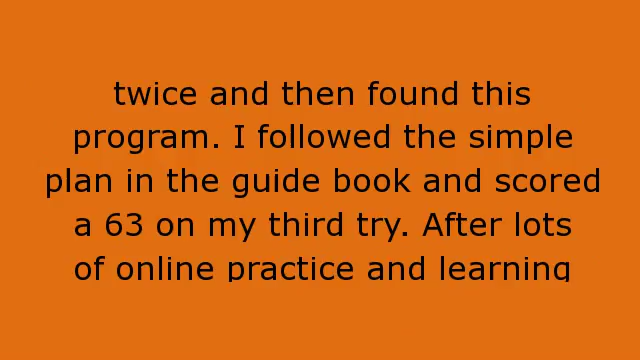 twice and then found this
program. I followed the simple
plan in the guide book and scored
a 63 on my third try. After lots
of online practice and learning